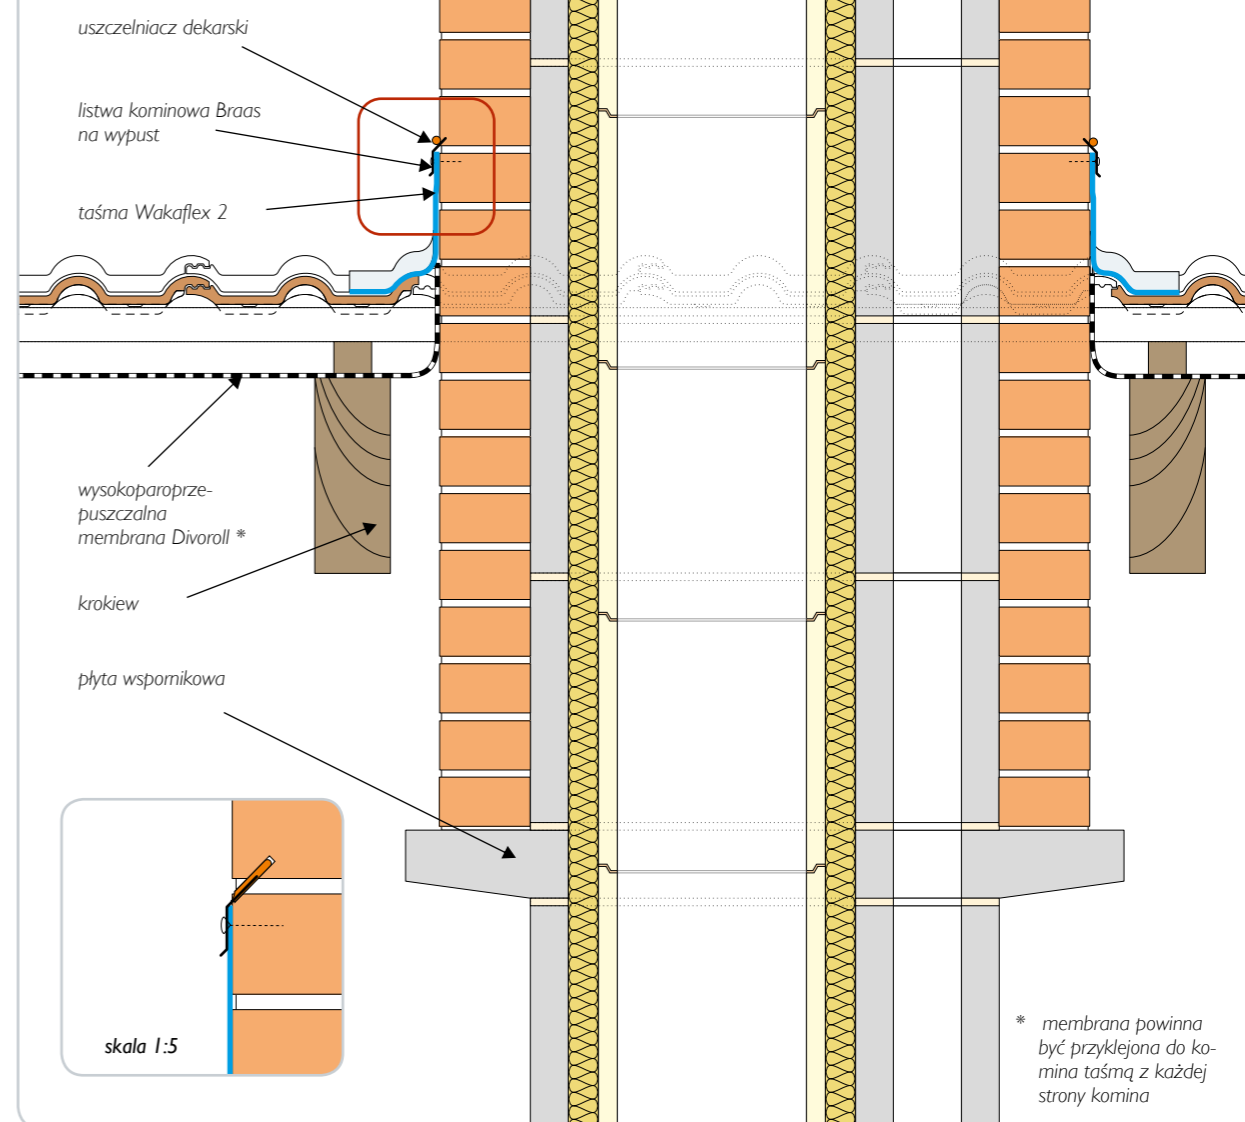 uszczelniacz dekarski
listwa kominowa Braas
na wypust
taśma Wakaflex 2
wysokoparoprze-
puszczalna
membrana Divoroll *
krokiew
płyta wspornikowa
skala 1:5
* membrana powinna
być przyklejona do ko-
mina taśmą z każdej
strony komina